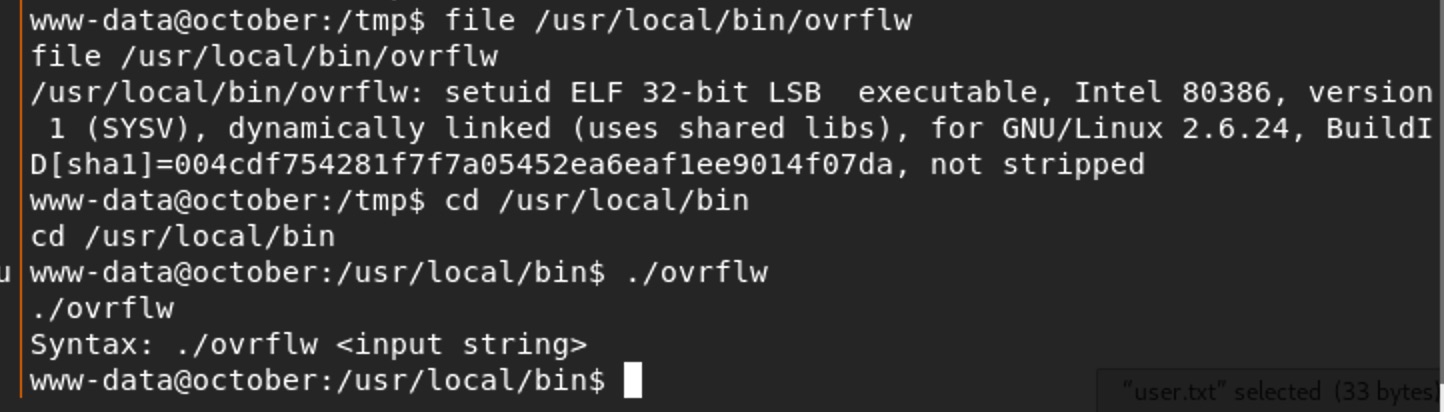 www-data@october:/tmp$ file /usr/local/bin/ovrflw
file /usr/local/bin/ovrflw
/usr/local/bin/ovrflw: setuid ELF 32-bit LSB  executable, Intel 80386, version
 1 (SYSV), dynamically linked (uses shared libs), for GNU/Linux 2.6.24, BuildI
D[sha1]=004cdf754281f7f7a05452ea6eaf1ee9014f07da, not stripped
www-data@october:/tmp$ cd /usr/local/bin
cd /usr/local/bin
u www-data@october:/usr/local/bin$ ./ovrflw
./ovrflw
Syntax: ./ovrflw <input string>
www-data@october:/usr/local/bin$
"user.txt" selected (33 bytes)